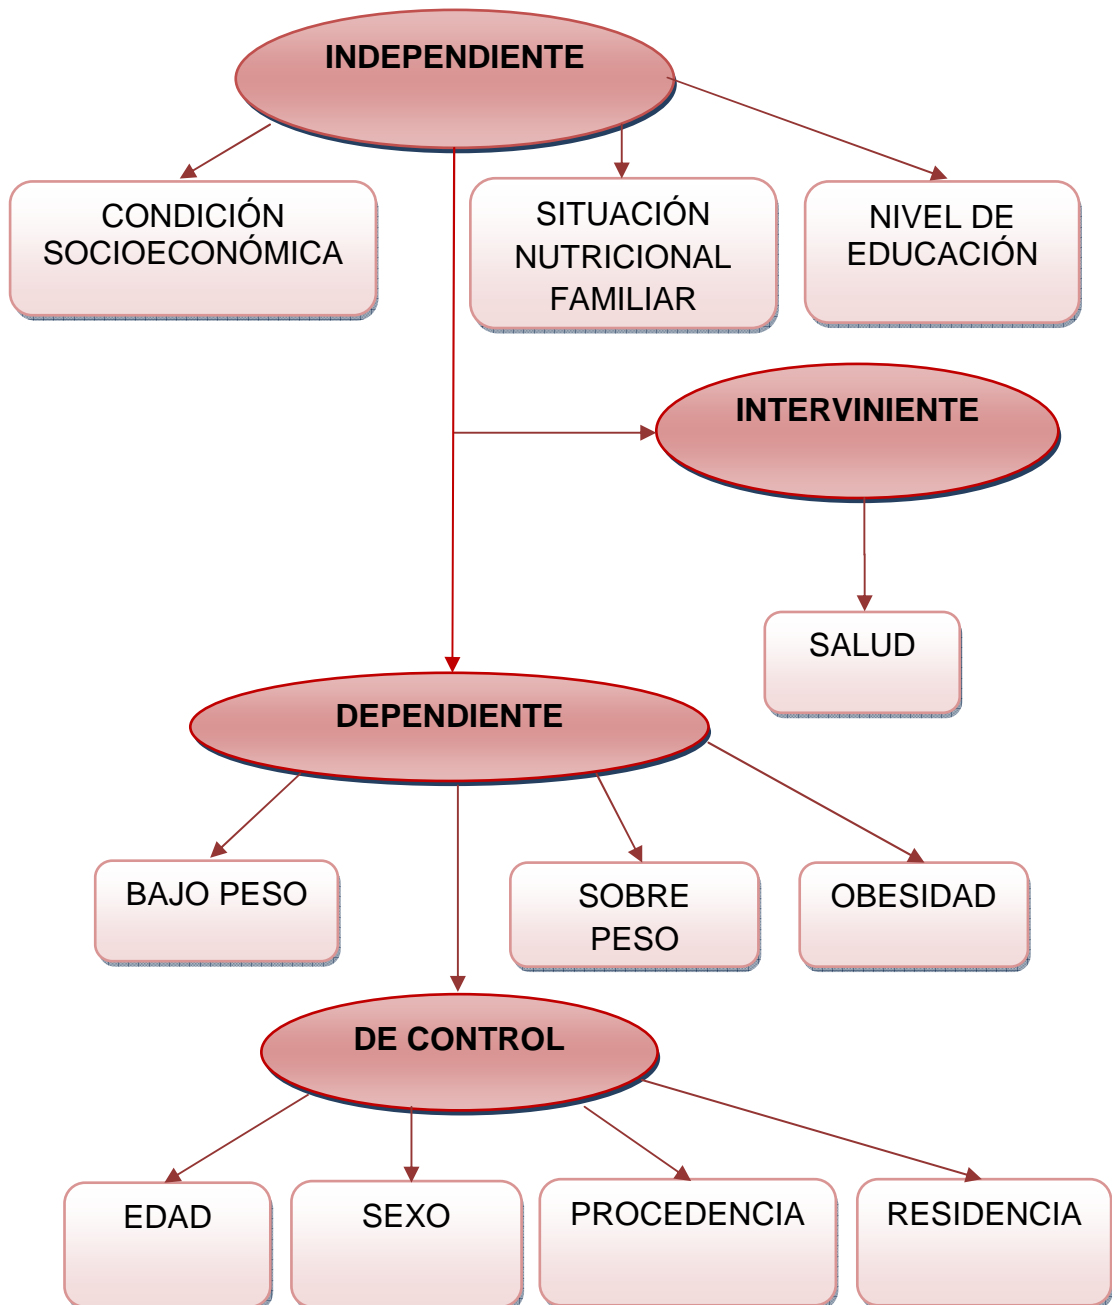 INDEPENDIENTE
CONDICIÓN
SOCIOECONÓMICA
SITUACIÓN
NUTRICIONAL
FAMILIAR
NIVEL DE
EDUCACIÓN
INTERVINIENTE
SALUD
DEPENDIENTE
BAJO PESO
SOBRE
PESO
OBESIDAD
DE CONTROL
EDAD
SEXO
PROCEDENCIA
RESIDENCIA